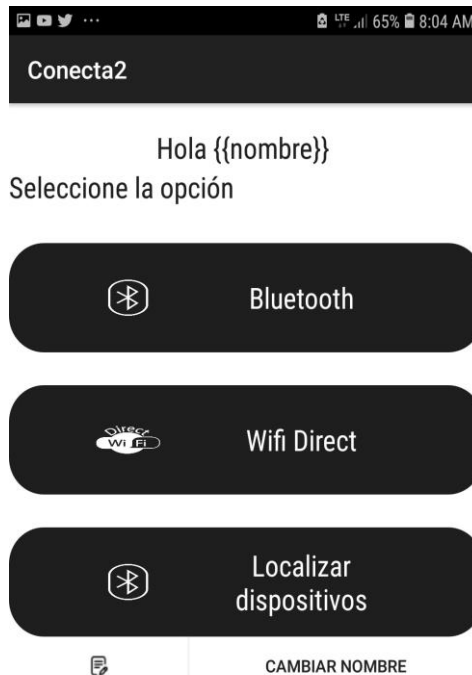 LTE 65% 8:04 AM
Conecta2
Hola {{nombre}}
Seleccione la opción
Bluetooth
Direct
Wi Fi
Wifi Direct
Localizar
dispositivos
CAMBIAR NOMBRE